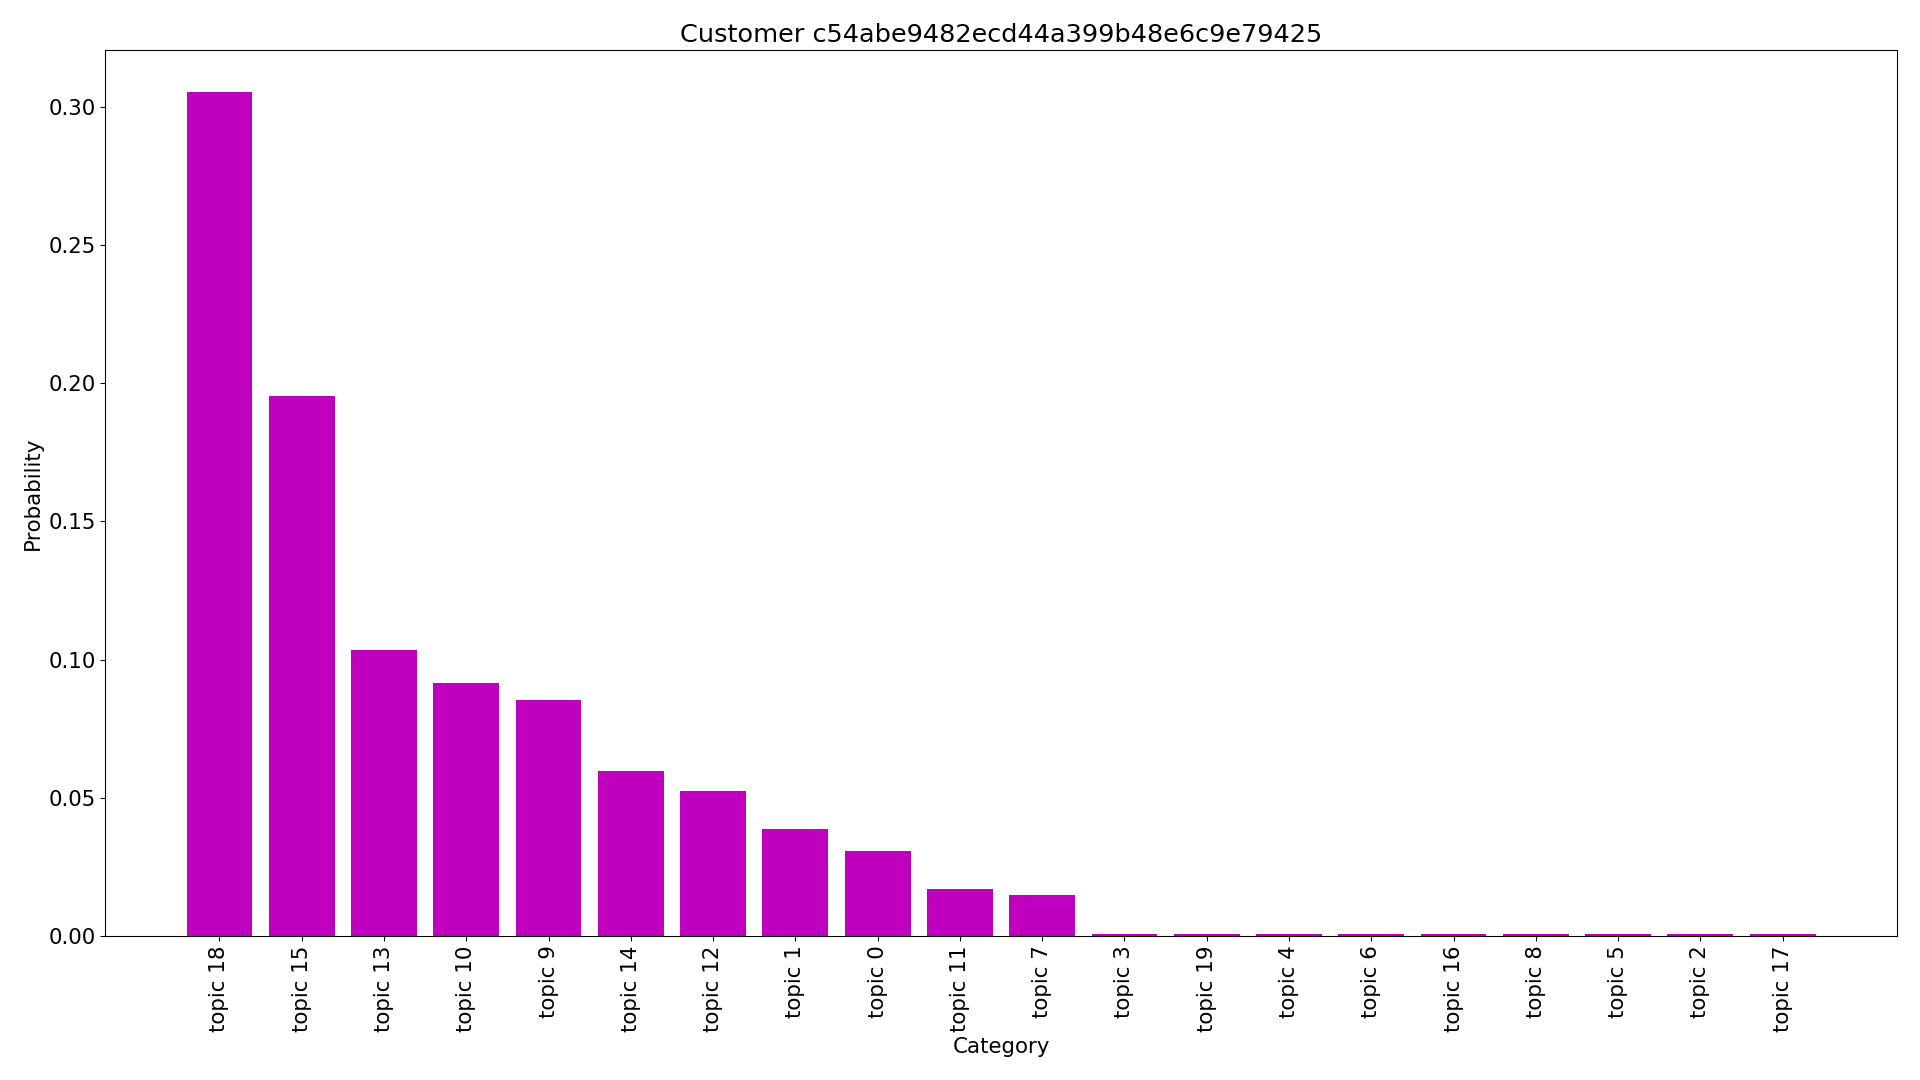 Customer c54abe9482ecd44a399b48e6c9e79425
Probability
0.30
0.25
0.20
0.15
0.10
0.05
0.00
topic 18
topic 15
topic 13
topic 10
topic 9
topic 14
topic 12
topic 1
topic 0
topic 11
topic 7
topic 3
topic 19
topic 4
topic 6
topic 16
topic 8
topic 5
topic 2
topic 17
Category